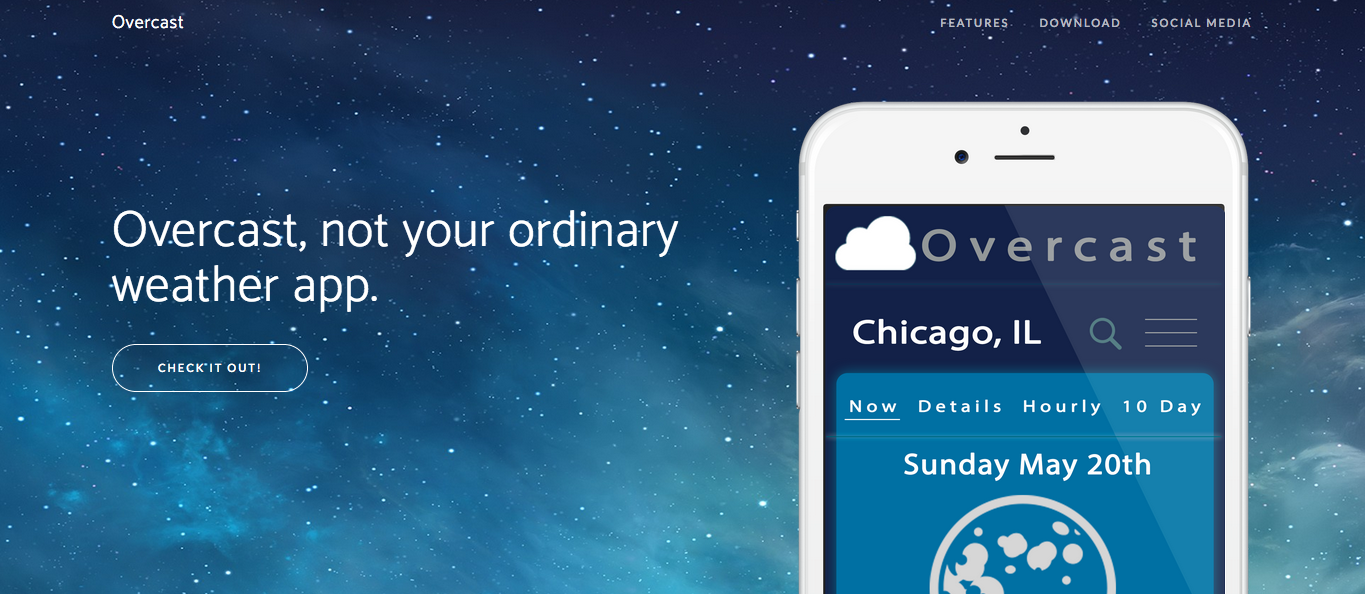 Overcast
FEATURES DOWNLOAD SOCIAL MEDIA
Overcast, not your ordinary
weather app.
CHECK IT OUT!
Overcast
Chicago, IL
Now Details Hourly 10 Day
Sunday May 20th